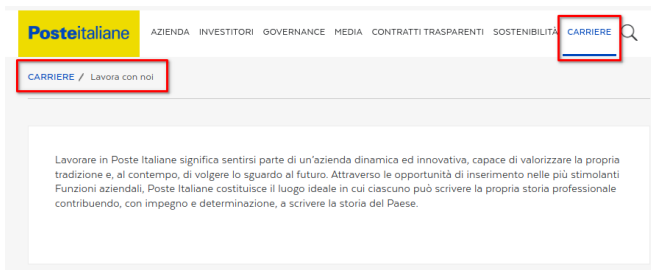 Posteitaliane
AZIENDA INVESTITORI GOVERNANCE MEDIA CONTRATTI TRASPARENTI SOSTENIBILITÀ CARRIERE
CARRIERE / Lavora con noi
Lavorare in Poste Italiane significa sentirsi parte di un'azienda dinamica ed innovativa, capace di valorizzare la propria
tradizione e, al contempo, di volgere lo sguardo al futuro. Attraverso le opportunità di inserimento nelle più stimolanti
Funzioni aziendali, Poste Italiane costituisce il luogo ideale in cui ciascuno può scrivere la propria storia professionale
contribuendo, con impegno e determinazione, a scrivere la storia del Paese.